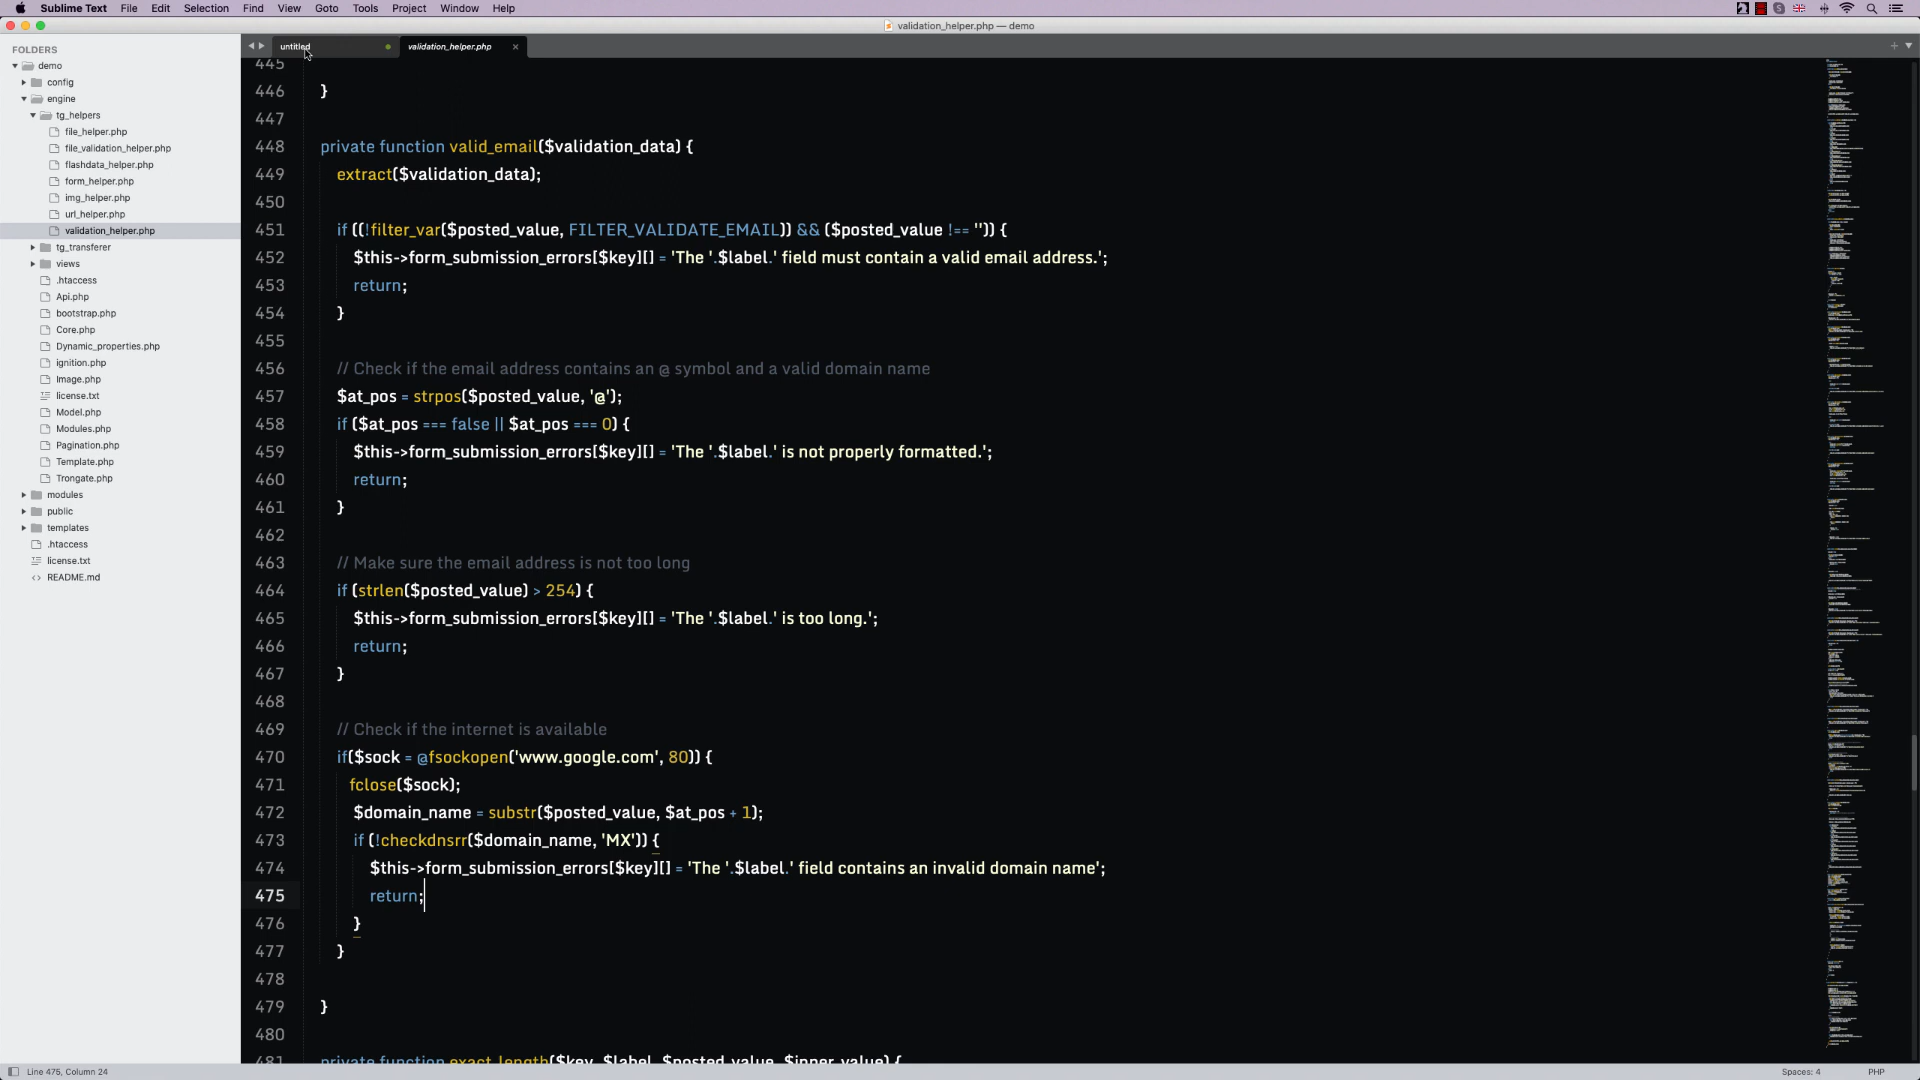 Sublime Text File Edit Selection Find View Goto Tools Project Window Help
validation_helper.php — demo
FOLDERS
demo
config
engine
tg_helpers
file_helper.php
file_validation_helper.php
flashdata_helper.php
form_helper.php
img_helper.php
url_helper.php
validation_helper.php
tg_transferer
views
.htaccess
Api.php
bootstrap.php
Core.php
Dynamic_properties.php
ignition.php
Image.php
license.txt
Model.php
Modules.php
Pagination.php
Template.php
Trongate.php
modules
public
templates
.htaccess
license.txt
README.md
untitled validation_helper.php
445
446 }
447
448 private function valid_email($validation_data) {
449 extract($validation_data);
450
451 if ((!filter_var($posted_value, FILTER_VALIDATE_EMAIL)) && ($posted_value !== '')) {
452 $this->form_submission_errors[$key][] = 'The '.$label.' field must contain a valid email address.';
453 return;
454 }
455
456 // Check if the email address contains an @ symbol and a valid domain name
457 $at_pos = strpos($posted_value, '@');
458 if ($at_pos === false || $at_pos === 0) {
459 $this->form_submission_errors[$key][] = 'The '.$label.' is not properly formatted.';
460 return;
461 }
462
463 // Make sure the email address is not too long
464 if (strlen($posted_value) > 254) {
465 $this->form_submission_errors[$key][] = 'The '.$label.' is too long.';
466 return;
467 }
468
469 // Check if the internet is available
470 if($sock = @fsockopen('www.google.com', 80)) {
471 fclose($sock);
472 $domain_name = substr($posted_value, $at_pos + 1);
473 if (!checkdnsrr($domain_name, 'MX')) {
474 $this->form_submission_errors[$key][] = 'The '.$label.' field contains an invalid domain name';
475 return;
476 }
477 }
478
479 }
480
481 private function exact_length($key, $label, $posted_value, $inner_value) {
Line 475, Column 24 Spaces: 4 PHP